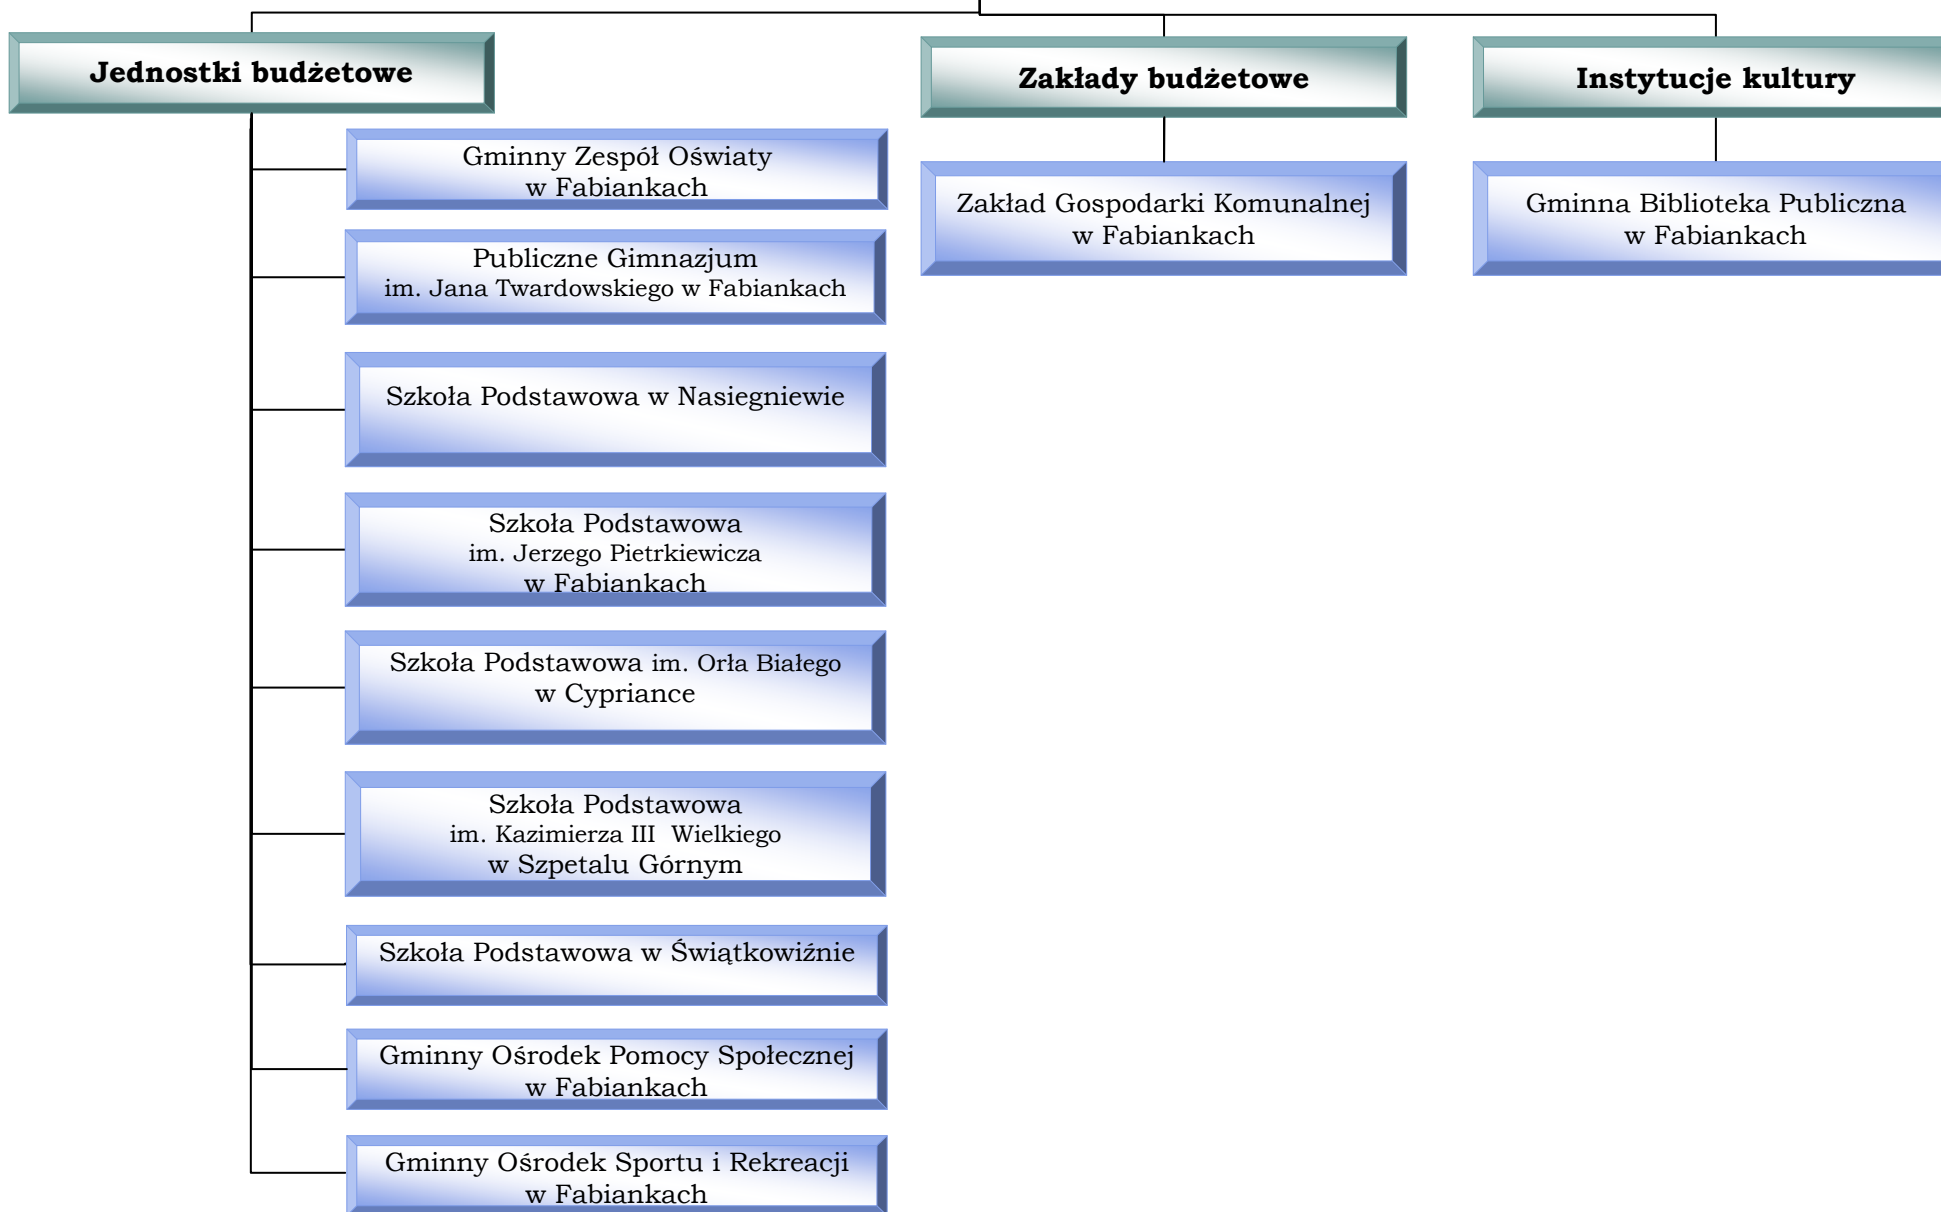 Jednostki budżetowe
Zakłady budżetowe
Instytucje kultury
Gminny Zespół Oświaty
w Fabiankach
Publiczne Gimnazjum
im. Jana Twardowskiego w Fabiankach
Szkoła Podstawowa w Nasiegniewie
Szkoła Podstawowa
im. Jerzego Pietrkiewicza
w Fabiankach
Szkoła Podstawowa im. Orła Białego
w Cypriance
Szkoła Podstawowa
im. Kazimierza III  Wielkiego
w Szpetalu Górnym
Szkoła Podstawowa w Świątkowiźnie
Gminny Ośrodek Pomocy Społecznej
w Fabiankach
Gminny Ośrodek Sportu i Rekreacji
w Fabiankach
Zakład Gospodarki Komunalnej
w Fabiankach
Gminna Biblioteka Publiczna
w Fabiankach